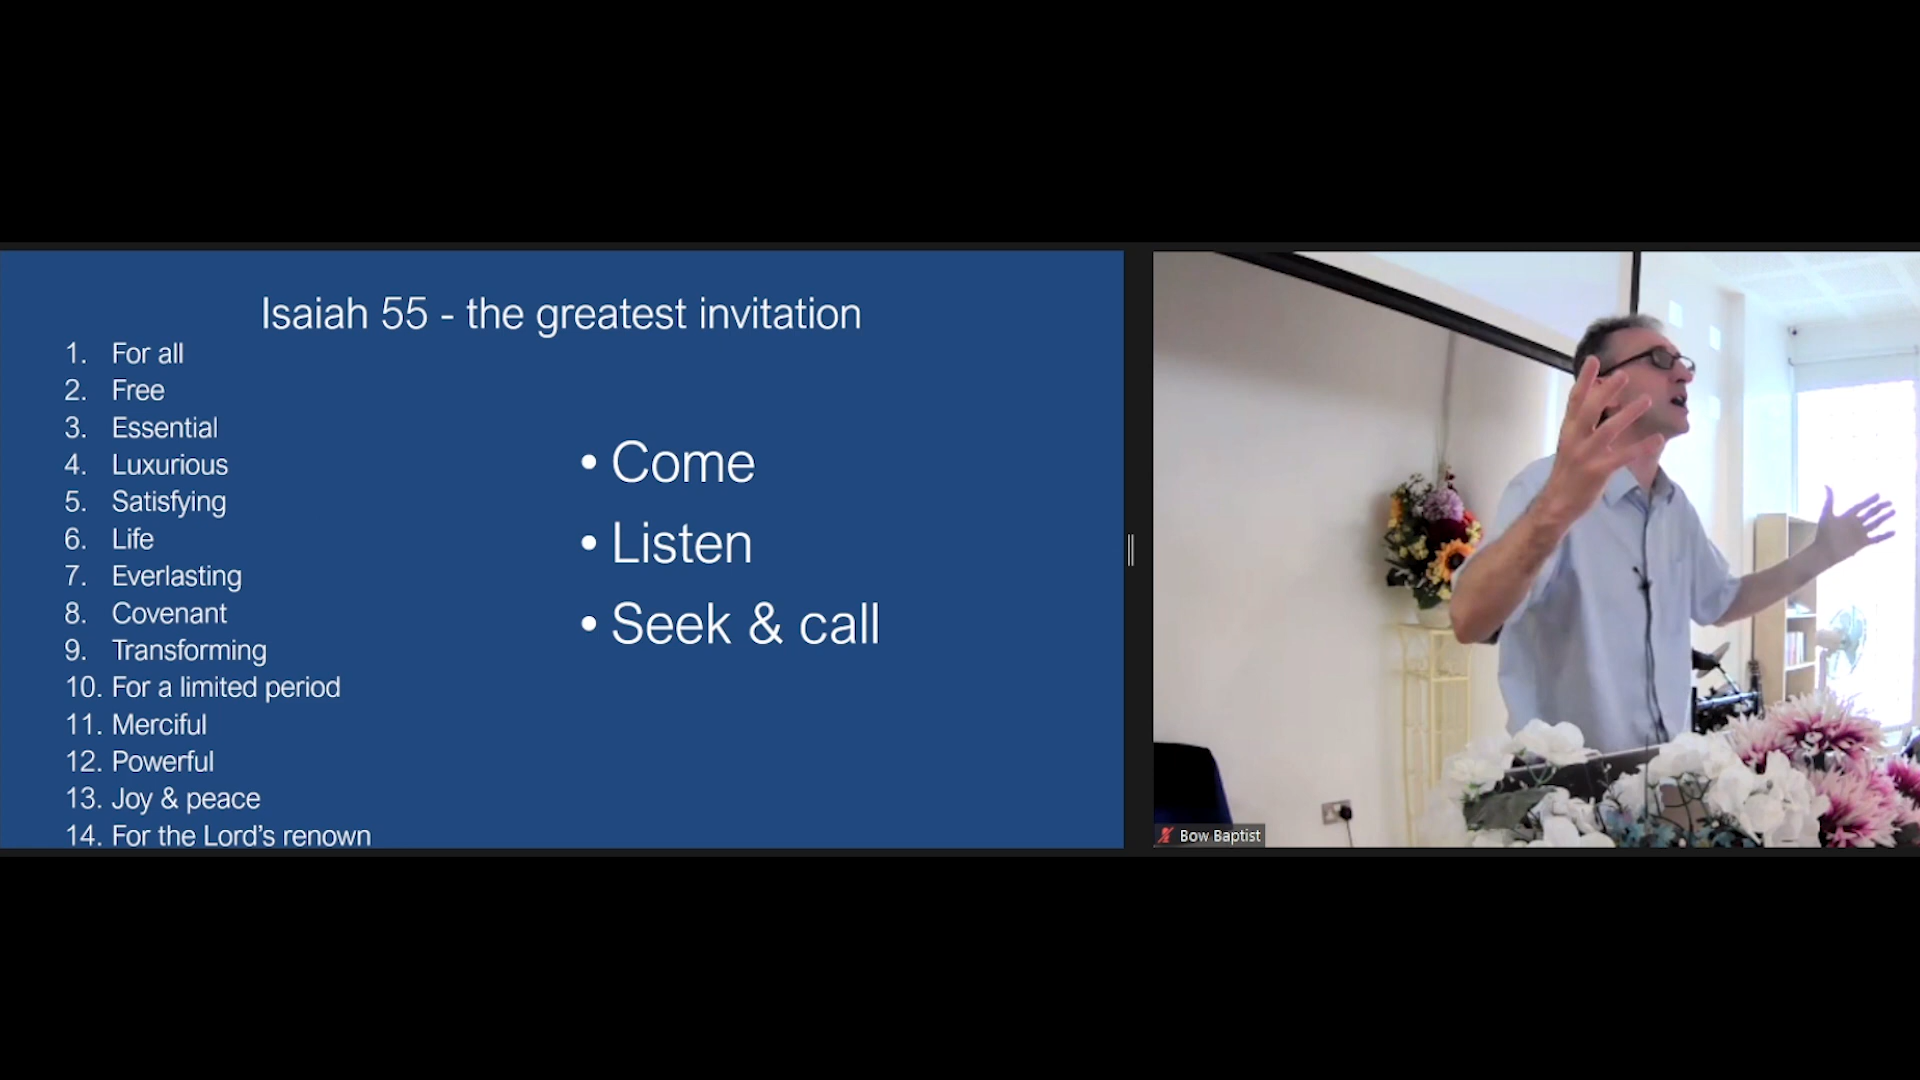 Isaiah 55 - the greatest invitation
1. For all
2. Free
3. Essential
4. Luxurious
5. Satisfying
6. Life
7. Everlasting
8. Covenant
9. Transforming
10. For a limited period
11. Merciful
12. Powerful
13. Joy & peace
14. For the Lord’s renown
• Come
• Listen
• Seek & call
Bow Baptist